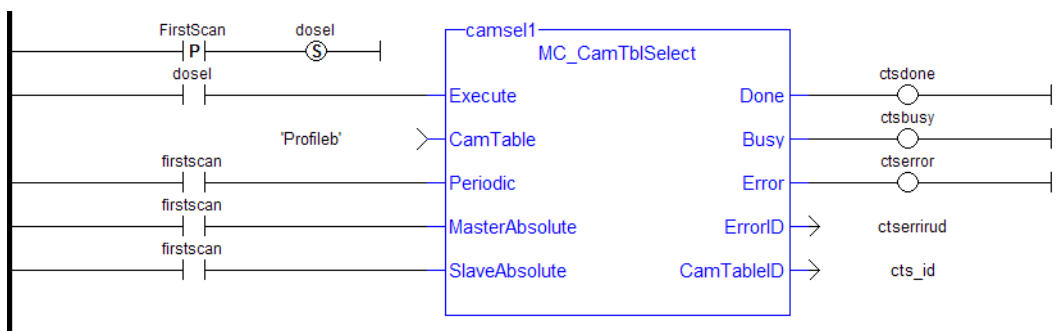 FirstScan dosel
P S
camsel1
MC_CamTblSelect
dosel
Execute Done ctsdone
'Profileb' CamTable Busy ctsbusy
firstscan Periodic Error ctserror
firstscan MasterAbsolute ErrorID ctserrirud
firstscan SlaveAbsolute CamTableID cts_id